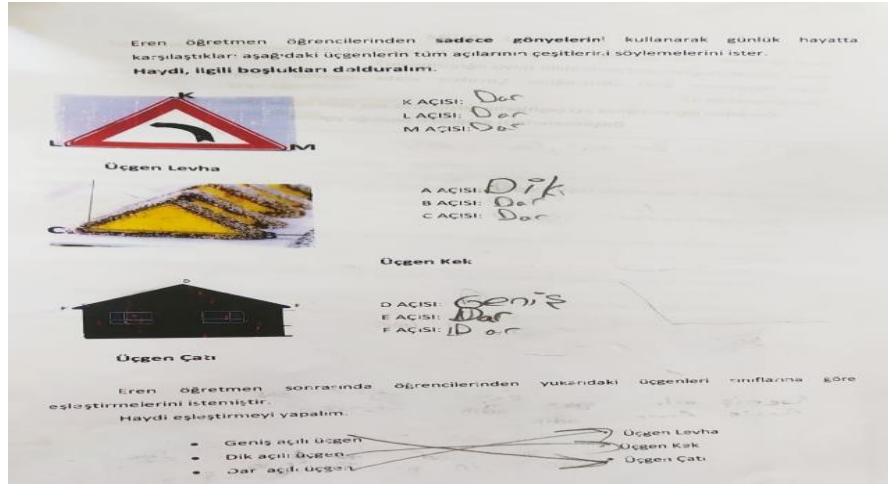 Eren öğretmen öğrencilerinden sadece gönyelerini kullanarak günlük hayatta
karşılaştıkları aşağıdaki üçgenlerin tüm açılarının çeşitlerini söylemelerini ister.
Haydi, ilgili boşlukları dolduralım.
K
L
M
K AÇISI: Dar
L AÇISI: Dar
M AÇISI: Dar
Üçgen Levha
C
B
A AÇISI: Dik
B AÇISI: Dar
C AÇISI: Dar
Üçgen Kek
D
F
D AÇISI: Geniş
E AÇISI: Dar
F AÇISI: Dar
Üçgen Çatı
Eren öğretmen sonrasında öğrencilerinden yukarıdaki üçgenleri sınıflarına göre
eşleştirmelerini istemiştir.
Haydi eşleştirmeyi yapalım.
• Geniş açılı üçgen Üçgen Levha
• Dik açılı üçgen Üçgen Kek
• Dar açılı üçgen Üçgen Çatı